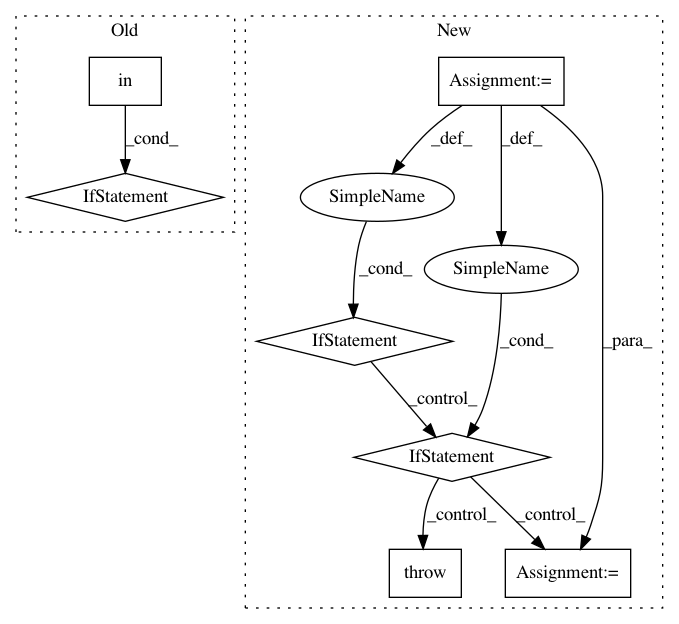 Old
New
in
Assignment:=
_cond_
_def_
_def_
IfStatement
SimpleName
SimpleName
_cond_
IfStatement
_cond_
_para_
_control_
IfStatement
_control_
_control_
throw
Assignment:=